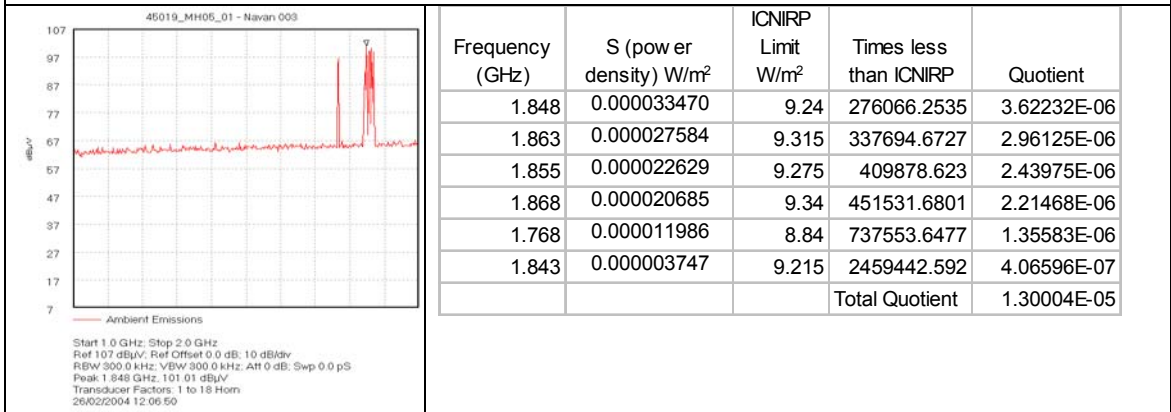 45019_MH05_01 - Navan 003
107
97
87
77
67
57
47
37
27
17
7
dBµV
Ambient Emissions
Start 1.0 GHz; Stop 2.0 GHz
Ref 107 dBµV; Ref Offset 0.0 dB; 10 dB/div
RBW 300.0 kHz; VBW 300.0 kHz; Att 0 dB; Swp 0.0 pS
Peak 1.848 GHz, 101.01 dBµV
Transducer Factors: 1 to 18 Horn
26/02/2004 12:06:50
Frequency (GHz) S (pow er density) W/m² ICNIRP Limit W/m² Times less than ICNIRP Quotient
1.848 0.000033470 9.24 276066.2535 3.62232E-06
1.863 0.000027584 9.315 337694.6727 2.96125E-06
1.855 0.000022629 9.275 409878.623 2.43975E-06
1.868 0.000020685 9.34 451531.6801 2.21468E-06
1.768 0.000011986 8.84 737553.6477 1.35583E-06
1.843 0.000003747 9.215 2459442.592 4.06596E-07
Total Quotient 1.30004E-05